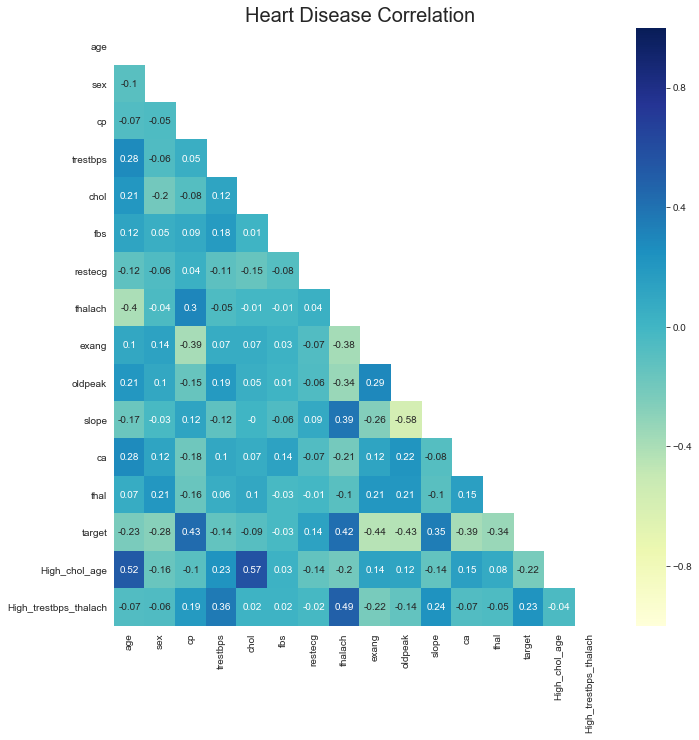 Heart Disease Correlation
age
sex -0.1
cp -0.07 -0.05
trestbps 0.28 -0.06 0.05
chol 0.21 -0.2 -0.08 0.12
fbs 0.12 0.05 0.09 0.18 0.01
restecg -0.12 -0.06 0.04 -0.11 -0.15 -0.08
thalach -0.4 -0.04 0.3 -0.05 -0.01 -0.01 0.04
exang 0.1 0.14 -0.39 0.07 0.07 0.03 -0.07 -0.38
oldpeak 0.21 0.1 -0.15 0.19 0.05 0.01 -0.06 -0.34 0.29
slope -0.17 -0.03 0.12 -0.12 -0 -0.06 0.09 0.39 -0.26 -0.58
ca 0.28 0.12 -0.18 0.1 0.07 0.14 -0.07 -0.21 0.12 0.22 -0.08
thal 0.07 0.21 -0.16 0.06 0.1 -0.03 -0.01 -0.1 0.21 0.21 -0.1 0.15
target -0.23 -0.28 0.43 -0.14 -0.09 -0.03 0.14 0.42 -0.44 -0.43 0.35 -0.39 -0.34
High_chol_age 0.52 -0.16 -0.1 0.23 0.57 0.03 -0.14 -0.2 0.14 0.12 -0.14 0.15 0.08 -0.22
High_trestbps_thalach -0.07 -0.06 0.19 0.36 0.02 0.02 -0.02 0.49 -0.22 -0.14 0.24 -0.07 -0.05 0.23 -0.04
age
sex
cp
trestbps
chol
fbs
restecg
thalach
exang
oldpeak
slope
ca
thal
target
High_chol_age
High_trestbps_thalach
0.8
0.4
0.0
-0.4
-0.8